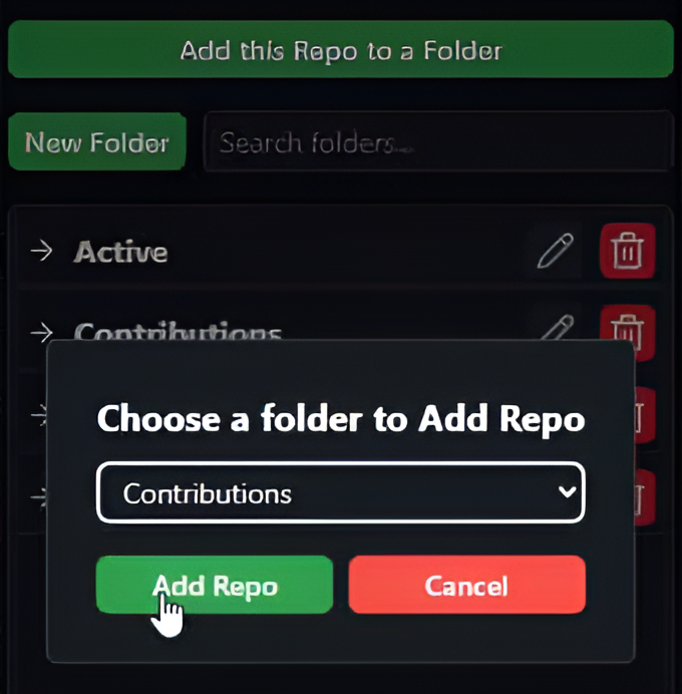 Add this Repo to a Folder
New Folder
Search folders...
Active
Contributions
Choose a folder to Add Repo
Contributions
Add Repo
Cancel